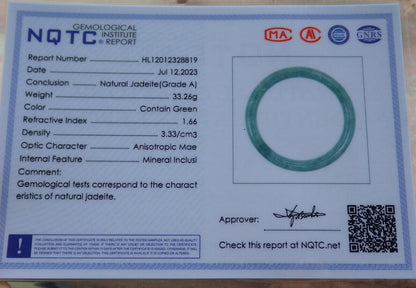 NQTC GEMOLOGICAL INSTITUTE REPORT
MA AL GNRS
Report Number HL12012328819
Date Jul 12,2023
Conclusion Natural Jadeite(Grade A)
Weight 33.26g
Color Contain Green
Refractive Index 1.66
Density 3.33/cm3
Optic Character Anisotropic Mae
Internal Feature Mineral Inclusi
Comment:
Gemological tests correspond to the charact
eristics of natural jadeite.
Approver:
Check this report at NQTC.net